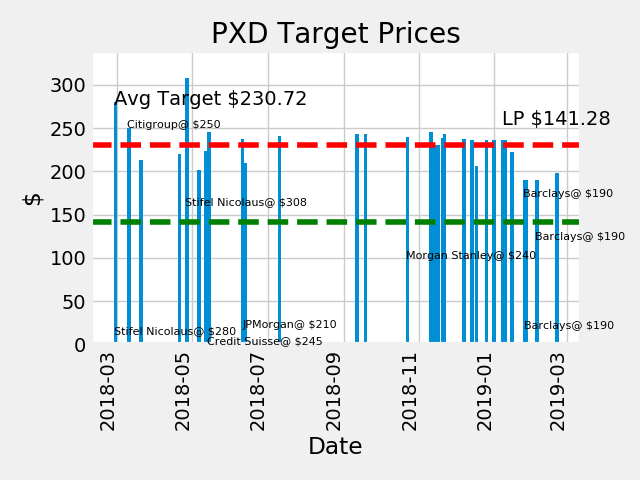 PXD Target Prices
300
250
200
150
100
50
0
$
Avg Target $230.72
LP $141.28
Citigroup@ $250
Stifel Nicolaus@ $308
Barclays@ $190
Barclays@ $190
Morgan Stanley@ $240
Stifel Nicolaus@ $280
JPMorgan@ $210
Credit Suisse@ $245
Barclays@ $190
2018-03
2018-05
2018-07
2018-09
2018-11
2019-01
2019-03
Date